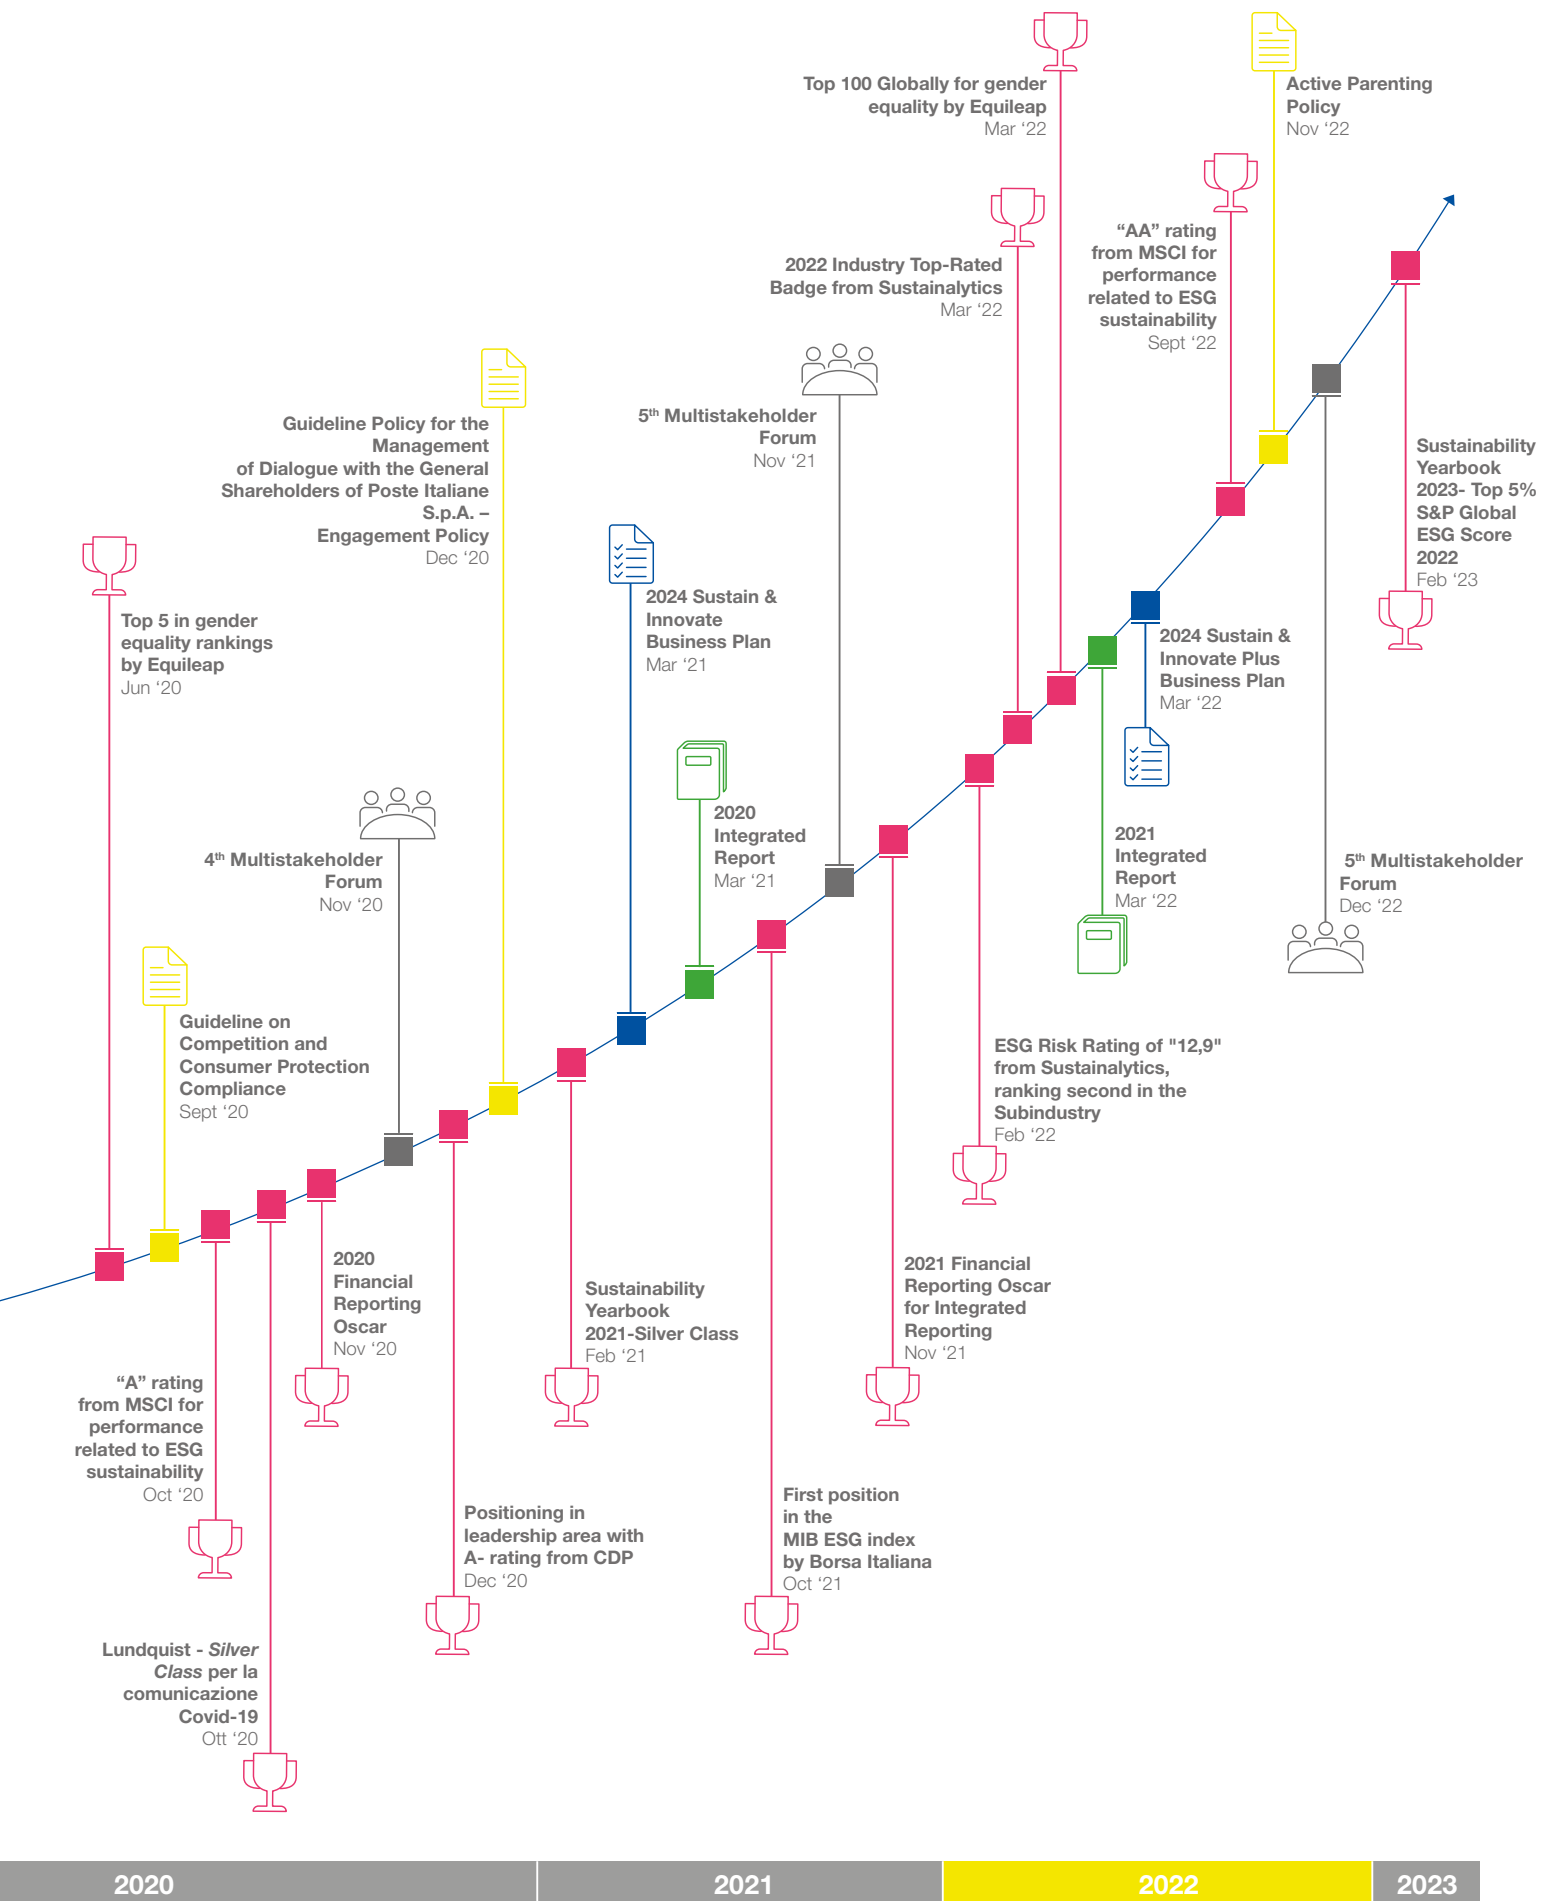 Top 100 Globally for gender
equality by Equileap
Mar ‘22
Active Parenting
Policy
Nov ‘22
“AA” rating
from MSCI for
performance
related to ESG
sustainability
Sept ‘22
2022 Industry Top-Rated
Badge from Sustainalytics
Mar ‘22
Guideline Policy for the
Management
of Dialogue with the General
Shareholders of Poste Italiane
S.p.A. –
Engagement Policy
Dec ‘20
5th Multistakeholder
Forum
Nov ‘21
Sustainability
Yearbook
2023- Top 5%
S&P Global
ESG Score
2022
Feb ‘23
Top 5 in gender
equality rankings
by Equileap
Jun ‘20
2024 Sustain &
Innovate
Business Plan
Mar ‘21
2024 Sustain &
Innovate Plus
Business Plan
Mar ‘22
2020
Integrated
Report
Mar ‘21
2021
Integrated
Report
Mar ‘22
4th Multistakeholder
Forum
Nov ‘20
5th Multistakeholder
Forum
Dec ‘22
Guideline on
Competition and
Consumer Protection
Compliance
Sept ‘20
ESG Risk Rating of "12,9"
from Sustainalytics,
ranking second in the
Subindustry
Feb ‘22
2020
Financial
Reporting
Oscar
Nov ‘20
Sustainability
Yearbook
2021-Silver Class
Feb ‘21
2021 Financial
Reporting Oscar
for Integrated
Reporting
Nov ‘21
“A” rating
from MSCI for
performance
related to ESG
sustainability
Oct ‘20
Positioning in
leadership area with
A- rating from CDP
Dec ‘20
First position
in the
MIB ESG index
by Borsa Italiana
Oct ‘21
Lundquist - Silver
Class per la
comunicazione
Covid-19
Ott ‘20
2020
2021
2022
2023